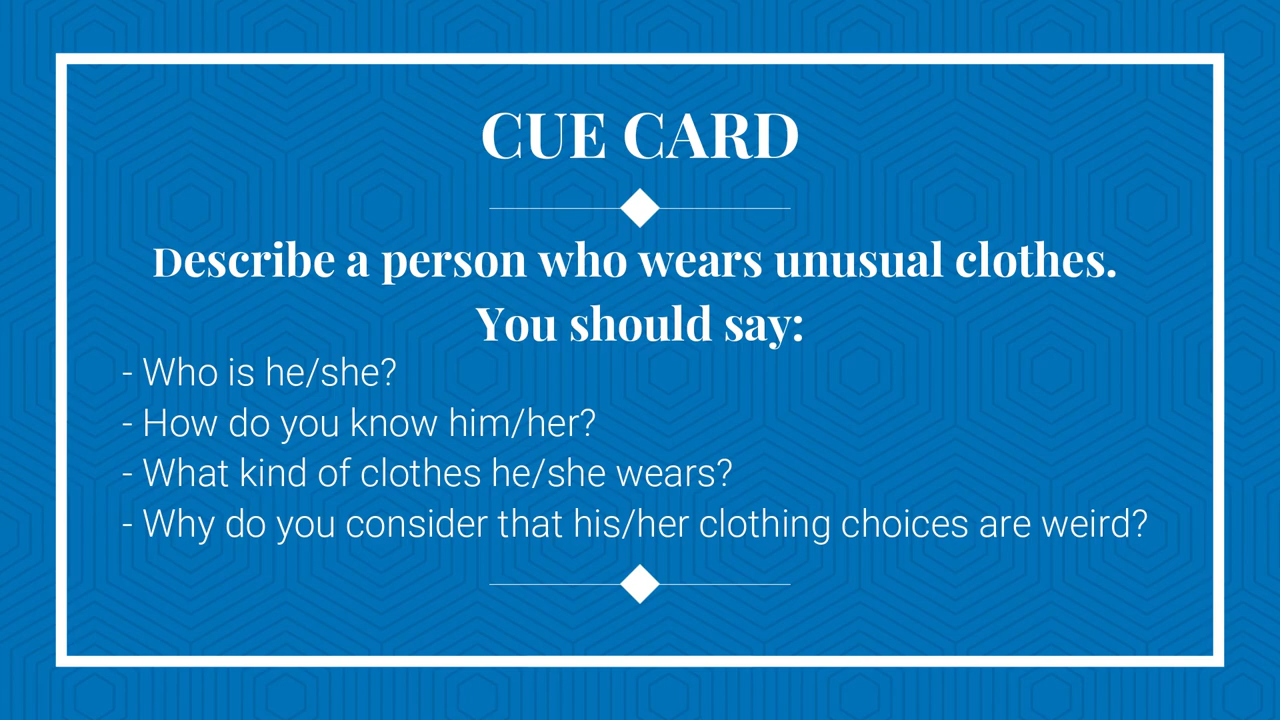 CUE CARD
Describe a person who wears unusual clothes.
You should say:
- Who is he/she?
- How do you know him/her?
- What kind of clothes he/she wears?
- Why do you consider that his/her clothing choices are weird?